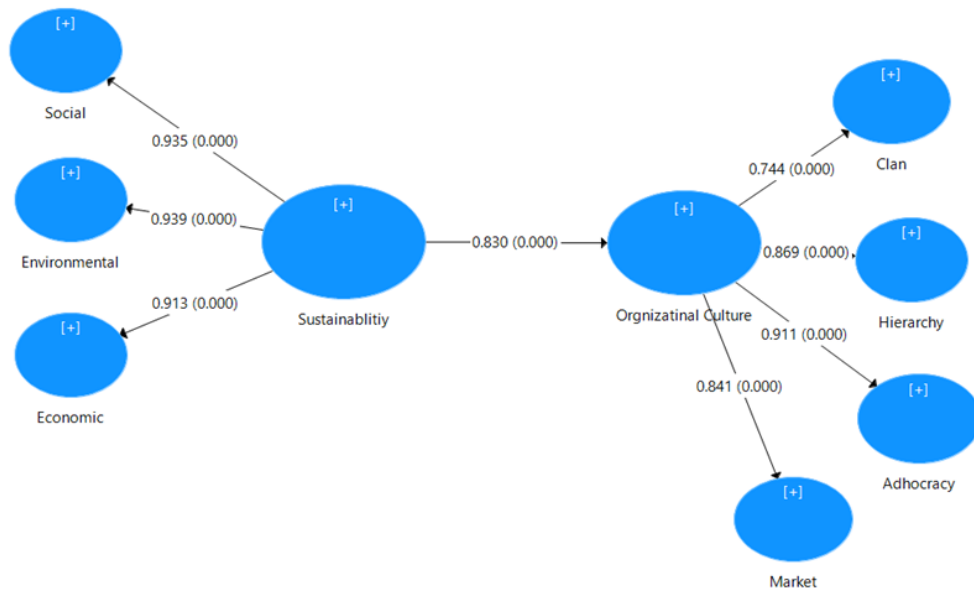 [+]
Social
0.935 (0.000)
[+]
Environmental
0.939 (0.000)
[+]
Economic
0.913 (0.000)
[+]
Sustainablitiy
0.830 (0.000)
[+]
Orgnizatinal Culture
0.744 (0.000)
[+]
Clan
0.869 (0.000)
[+]
Hierarchy
0.911 (0.000)
[+]
Adhocracy
0.841 (0.000)
[+]
Market